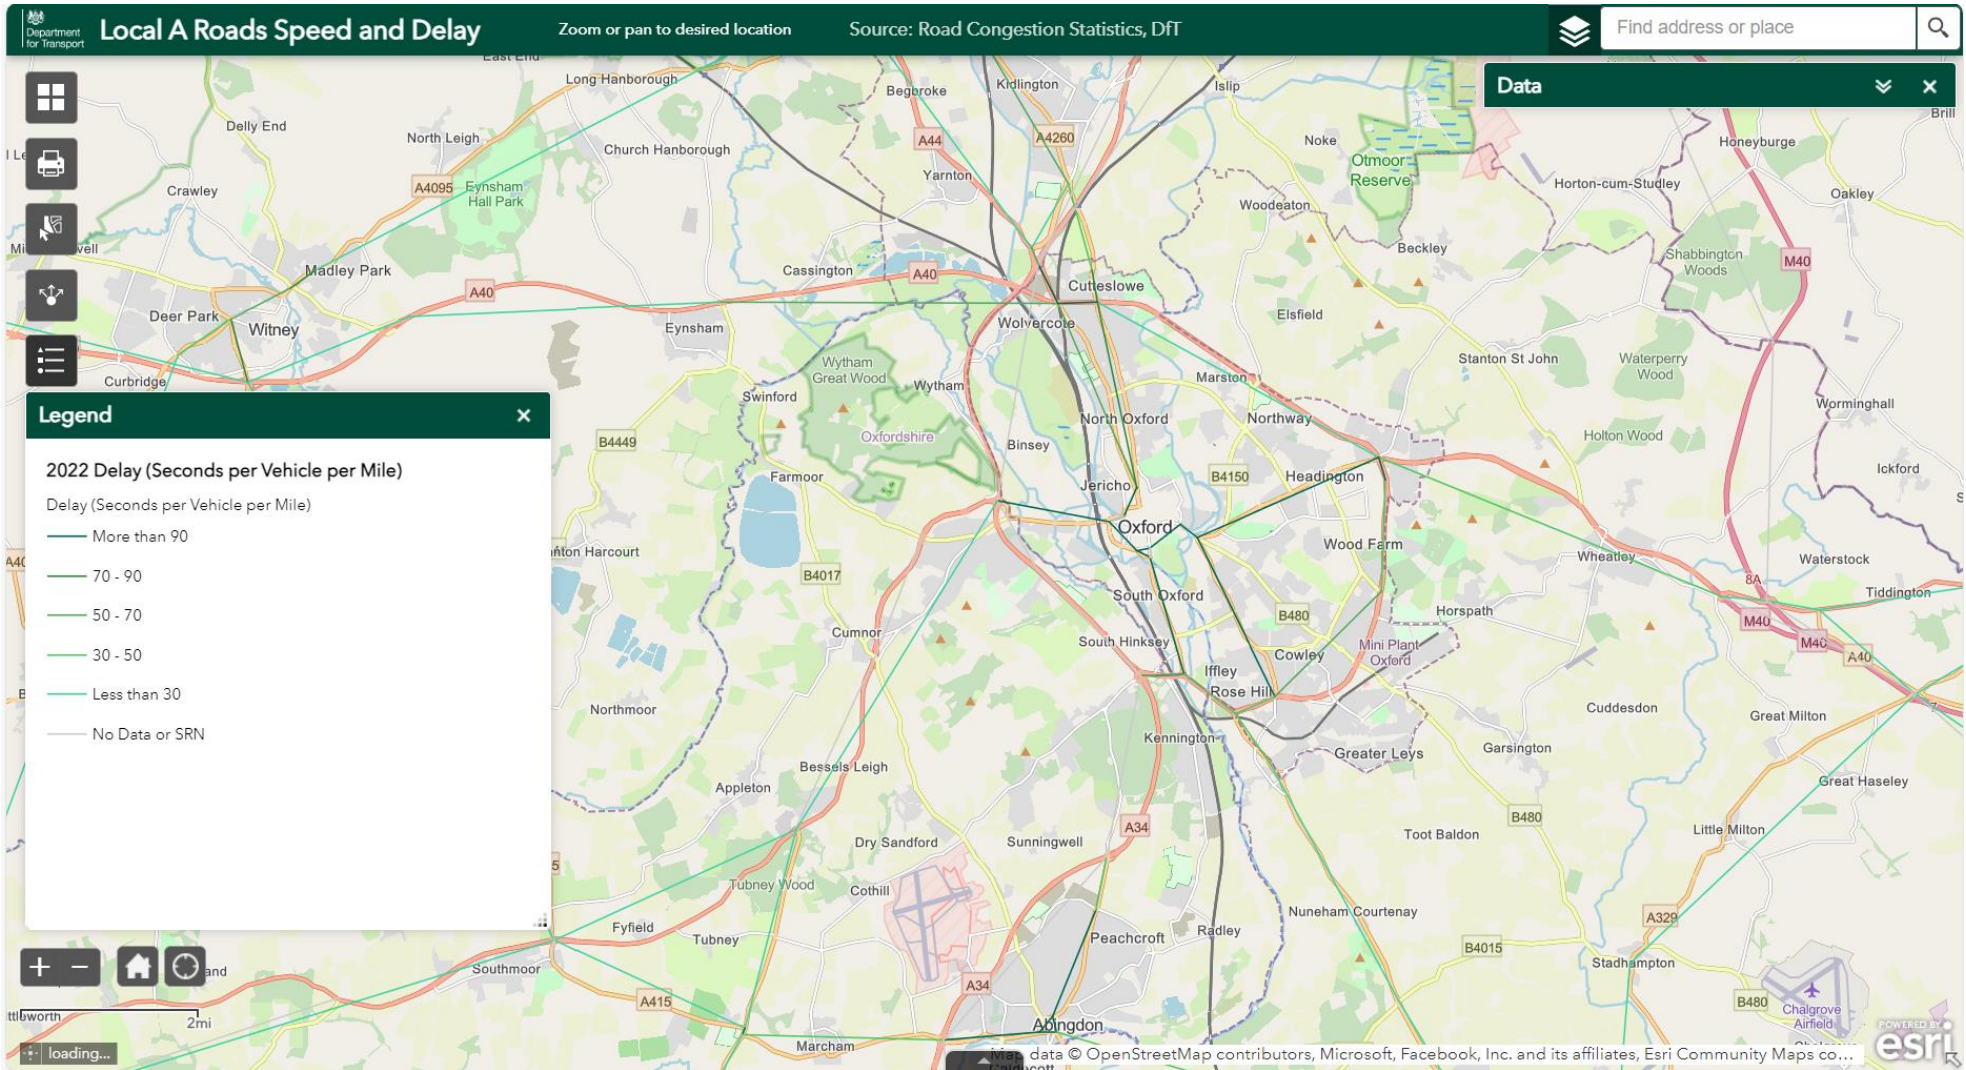 Department
for Transport
Local A Roads Speed and Delay
Zoom or pan to desired location
Source: Road Congestion Statistics, DfT
Find address or place
Data
Legend
2022 Delay (Seconds per Vehicle per Mile)
Delay (Seconds per Vehicle per Mile)
More than 90
70 - 90
50 - 70
30 - 50
Less than 30
No Data or SRN
East End
Long Hanborough
Begbroke
Kidlington
Islip
Brill
Delly End
North Leigh
Church Hanborough
A44
A4260
Noke
Otmoor
Reserve
Honeyburge
Yarnton
Crawley
A4095
Eynsham
Hall Park
Horton-cum-Studley
Oakley
Woodeaton
Beckley
Shabbington
Woods
M40
Madley Park
Cassington
A40
A40
Cutteslowe
Deer Park
Witney
Eynsham
Wolvercote
Elsfield
Stanton St John
Waterperry
Wood
Curbridge
Wytham
Great Wood
Wytham
Marston
Swinford
North Oxford
Northway
Worminghall
B4449
Oxfordshire
Binsey
Holton Wood
Farmoor
Jericho
B4150
Headington
Ickford
Oxford
Wood Farm
Wheatley
Waterstock
B4017
8A
Tiddington
South Oxford
B480
Horspath
M40
Cumnor
South Hinksey
Cowley
Mini Plant
Oxford
M40
A40
Iffley
Rose Hill
Northmoor
Cuddesdon
Great Milton
7
Kennington
Greater Leys
Garsington
Bessels Leigh
Appleton
Great Haseley
B480
A34
Toot Baldon
Little Milton
Dry Sandford
Sunningwell
Tubney Wood
Cothill
Nuneham Courtenay
A329
Fyfield
Tubney
Peachcroft
Radley
B4015
Stadhampton
Southmoor
A34
A415
B480
Chalgrove
Airfield
Abingdon
Marcham
2mi
loading...
Map data © OpenStreetMap contributors, Microsoft, Facebook, Inc. and its affiliates, Esri Community Maps co...
POWERED BY
esri